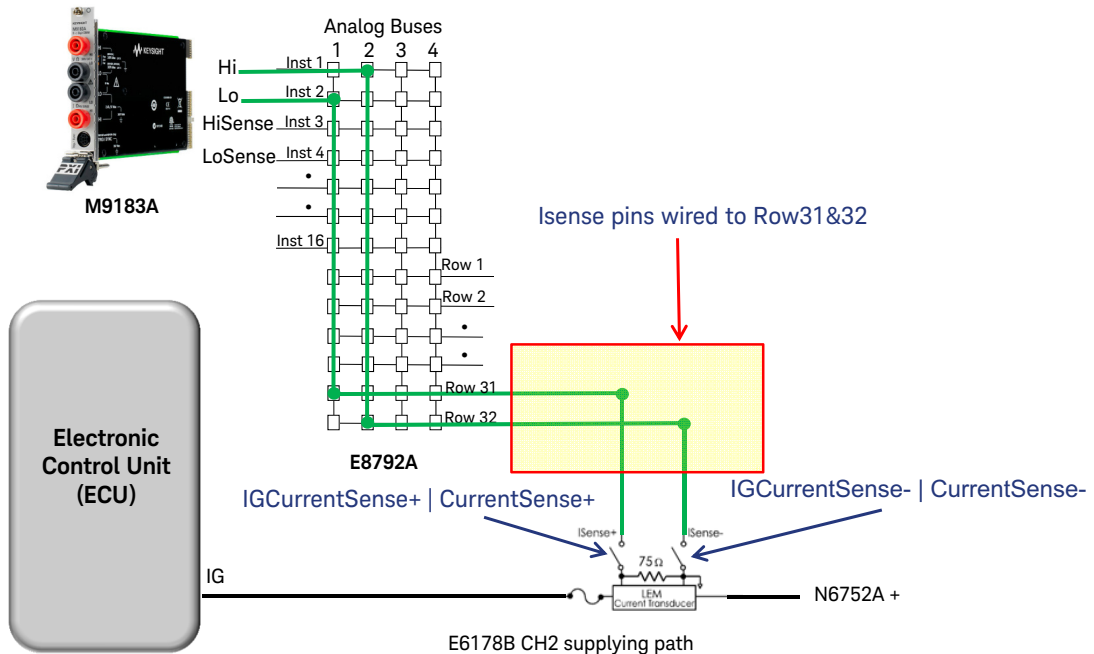 Analog Buses
1 2 3 4
KEYSIGHT
Hi
Inst 1
Lo
Inst 2
HiSense
Inst 3
LoSense
Inst 4
M9183A
Inst 16
Isense pins wired to Row31&32
Row 1
Row 2
Row 31
Row 32
Electronic
Control Unit
(ECU)
E8792A
IGCurrentSense+ | CurrentSense+
IGCurrentSense- | CurrentSense-
ISense+
ISense-
75Ω
IG
LEM
Current Transducer
N6752A +
E6178B CH2 supplying path